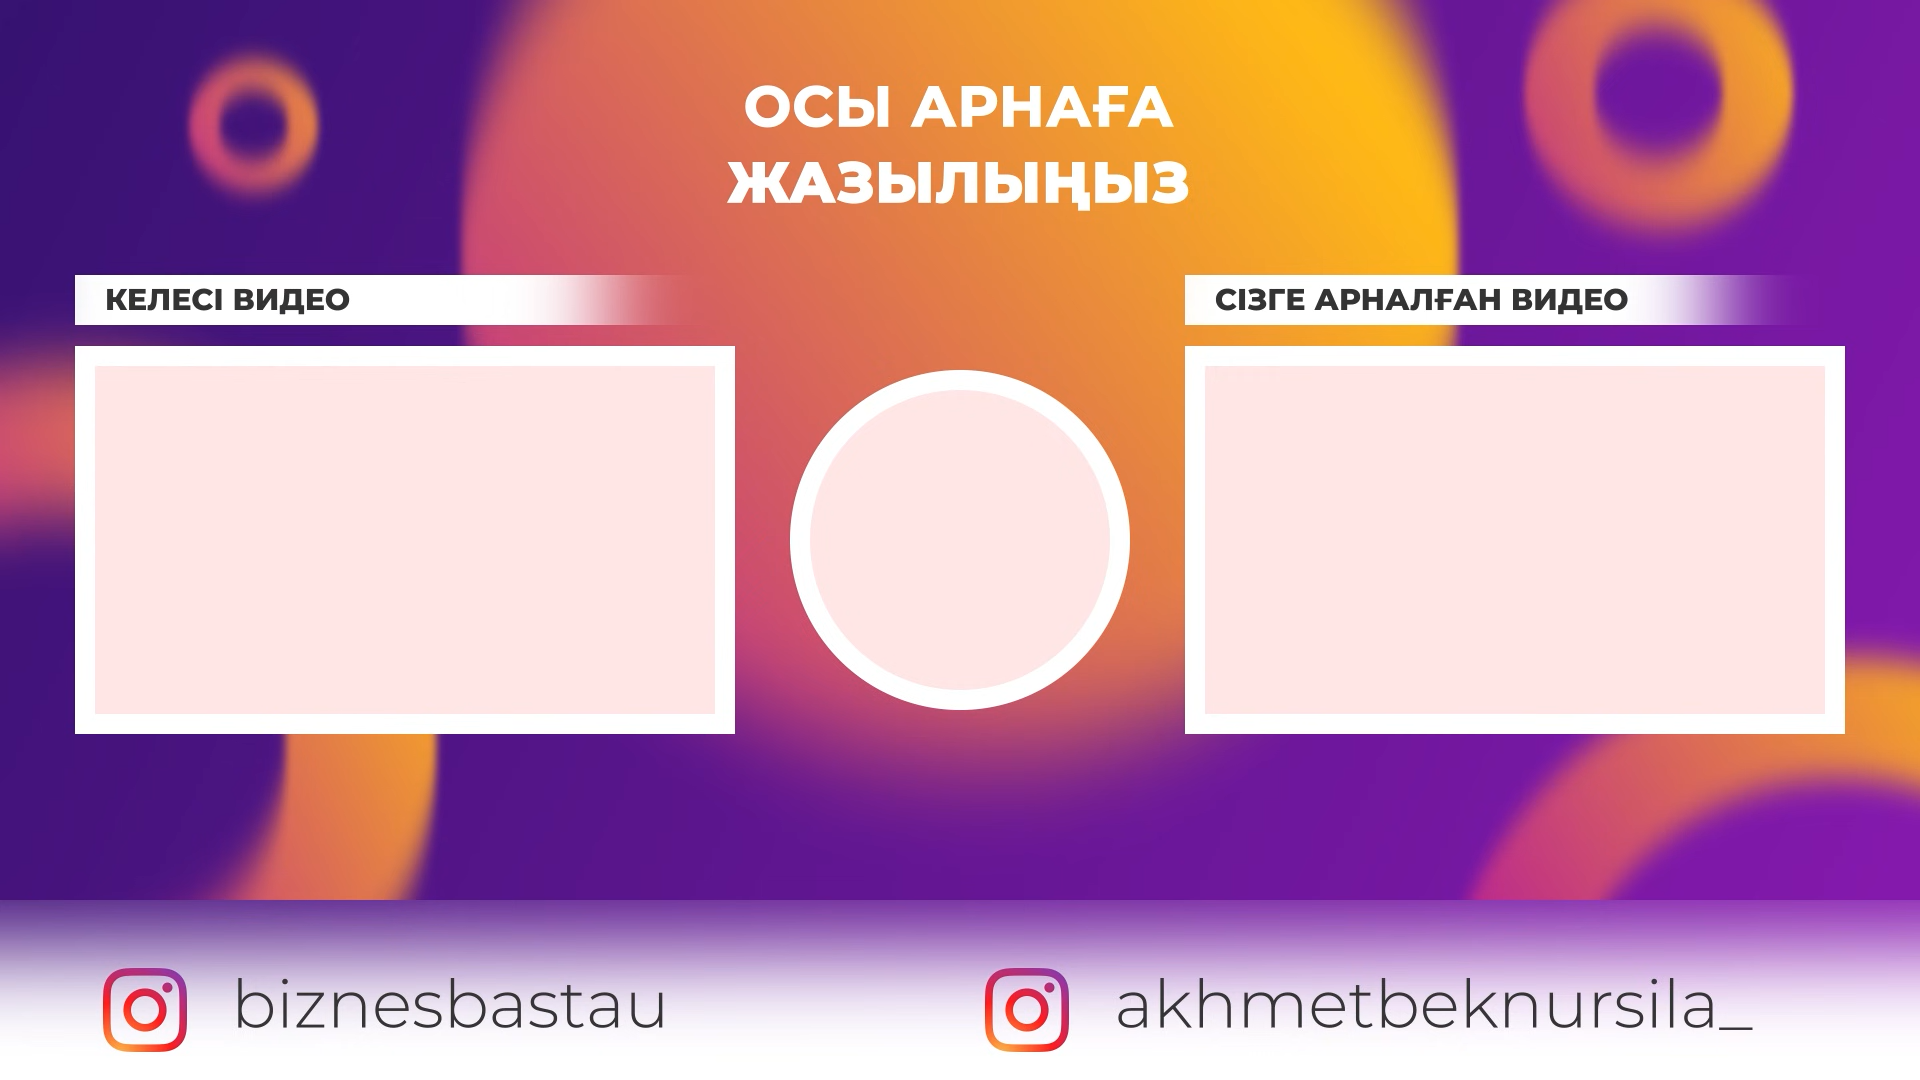 ОСЫ АРНАҒА
ЖАЗЫЛЫҢЫЗ
КЕЛЕСІ ВИДЕО
СІЗГЕ АРНАЛҒАН ВИДЕО
biznesbastau
akhmetbeknursila_